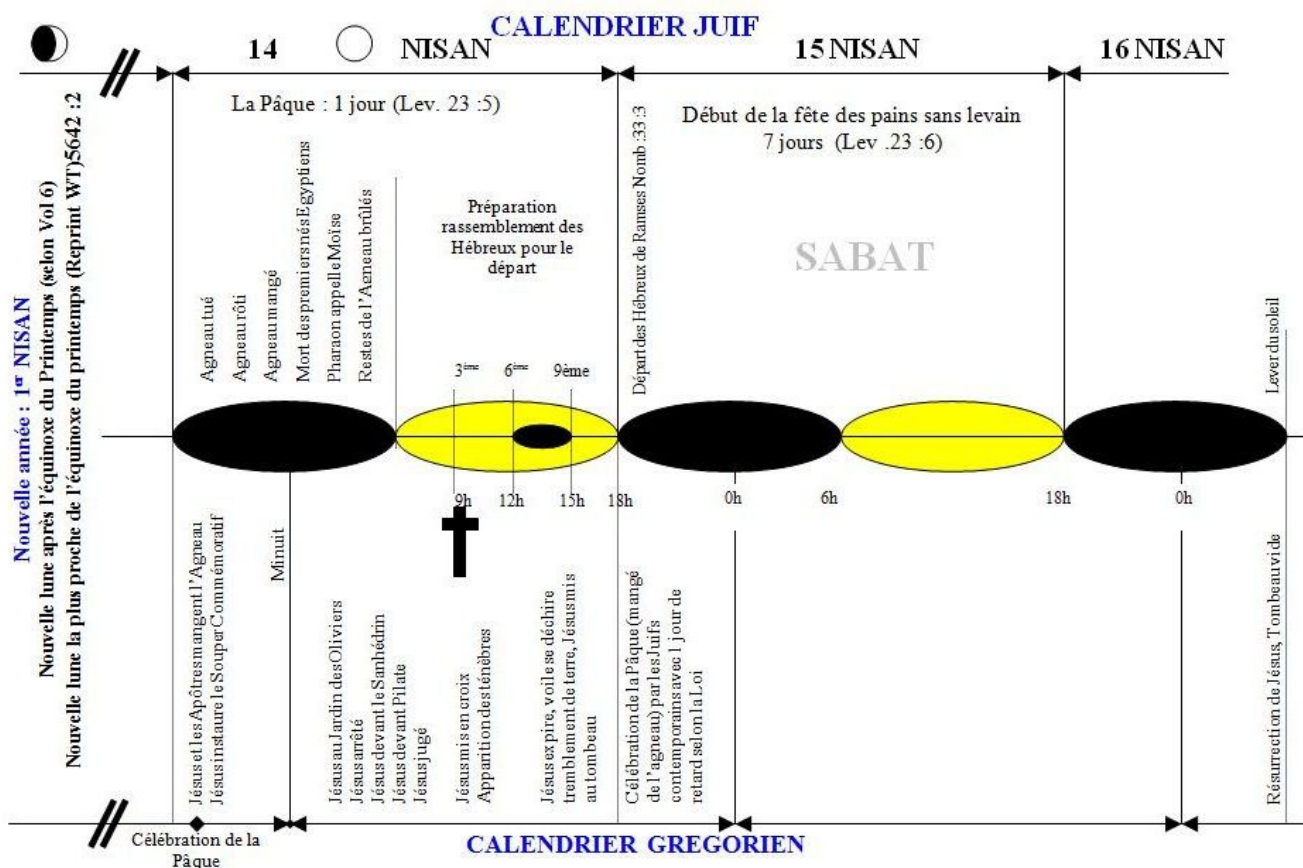 CALENDRIER JUIF
14 NISAN
15 NISAN
16 NISAN
La Pâque : 1 jour (Lev. 23 :5)
Début de la fête des pains sans levain
7 jours (Lev .23 :6)
Nouvelle année : 1er NISAN
Nouvelle lune après l’équinoxe du Printemps (selon Vol 6)
Nouvelle lune la plus proche de l’équinoxe du printemps (Reprint WT)5642 :2
Agneau tué
Agneau rôti
Agneau mangé
Mort des premiers nés Egyptiens
Pharaon appelle Moïse
Restes de l’Agneau brûlés
Préparation
rassemblement des
Hébreux pour le
départ
Départ des Hébreux de Ramses Nomb :33 :3
SABAT
Lever du soleil
3ème
6ème
9ème
9h
12h
15h
18h
0h
6h
18h
0h
Jésus et les Apôtres mangent l’Agneau
Jésus instaure le Souper Commémoratif
Minuit
Jésus au Jardin des Oliviers
Jésus arrêté
Jésus devant le Sanhédrin
Jésus devant Pilate
Jésus jugé
Jésus mis en croix
Apparition des ténèbres
Jésus expire, voile se déchire
tremblement de terre, Jésus mis
au tombeau
Célébration de la Pâque (mangé
de l’agneau) par les Juifs
contemporains avec 1 jour de
retard selon la Loi
Résurrection de Jésus, Tombeau vide
Célébration de la
Pâque
CALENDRIER GREGORIEN